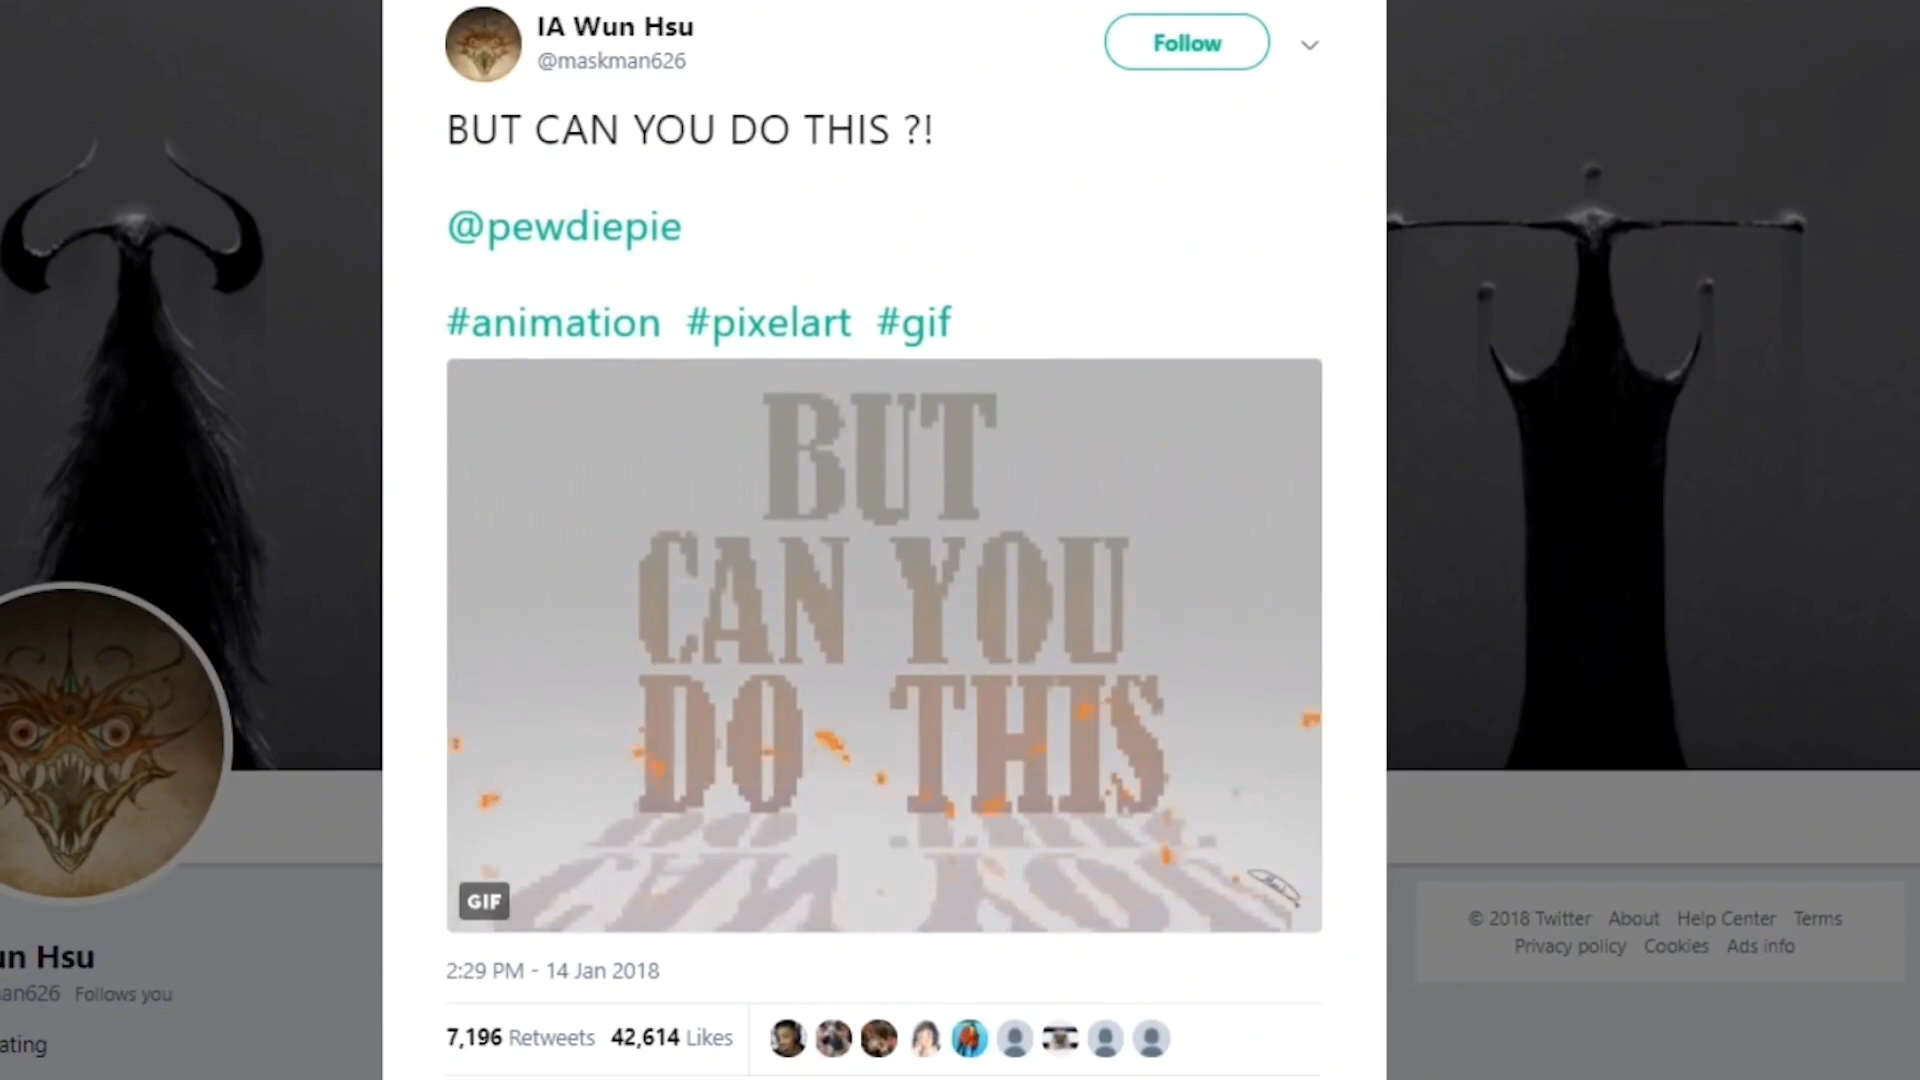 IA Wun Hsu
@maskman626
Follow
BUT CAN YOU DO THIS ?!
@pewdiepie
#animation #pixelart #gif
BUT
CAN YOU
DO THIS
GIF
2:29 PM - 14 Jan 2018
7,196 Retweets 42,614 Likes
un Hsu
an626 Follows you
ating
© 2018 Twitter About Help Center Terms
Privacy policy Cookies Ads info